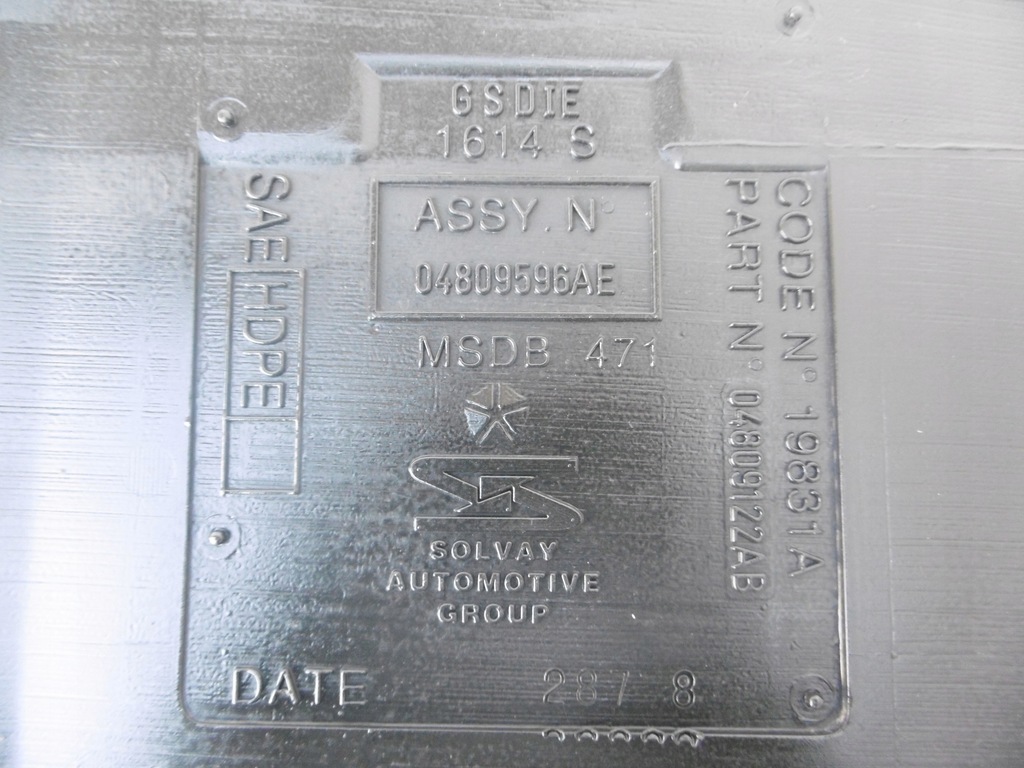 GSDIE
1614 S
ASSY. N°
04809596AE
MSDB 471
SOLVAY
AUTOMOTIVE
GROUP
DATE 287 8
SAE HDPE
CODE N° 19831A
PART N° 04809122AB